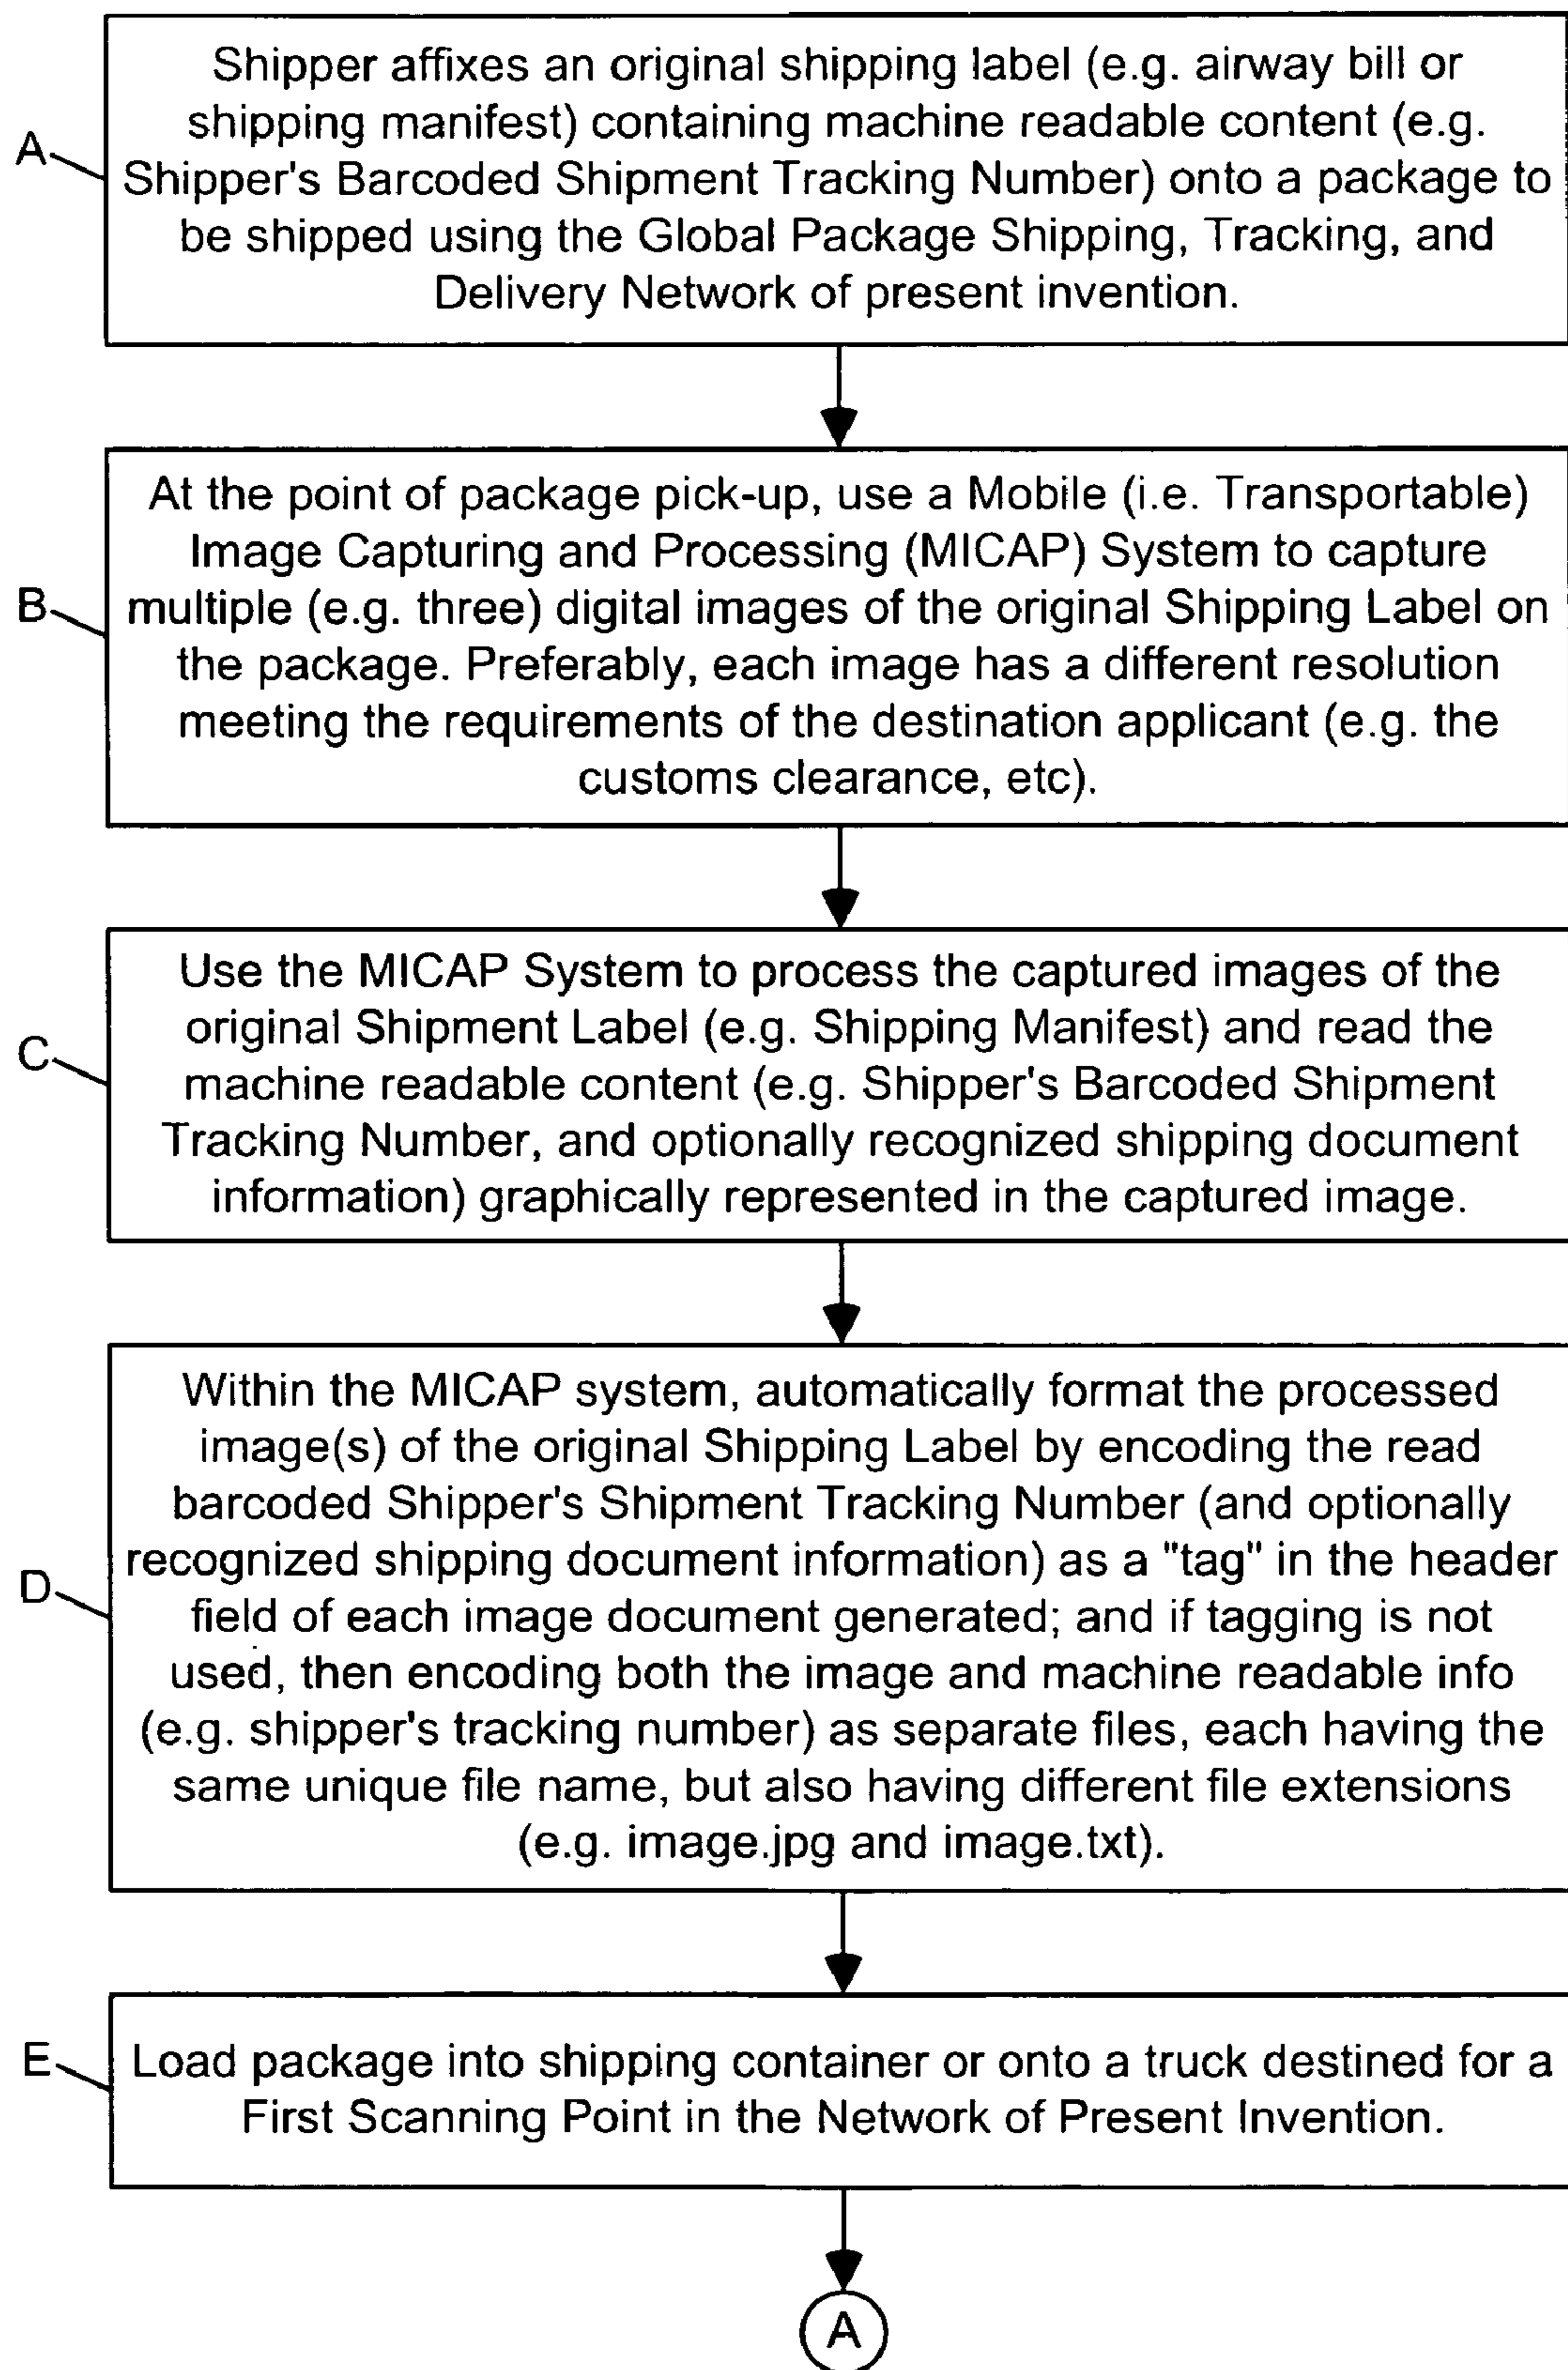 Shipper affixes an original shipping label (e.g. airway bill or
shipping manifest) containing machine readable content (e.g.
A
Shipper's Barcoded Shipment Tracking Number) onto a package to
be shipped using the Global Package Shipping, Tracking, and
Delivery Network of present invention.
At the point of package pick-up, use a Mobile (i.e. Transportable)
Image Capturing and Processing (MICAP) System to capture
B
multiple (e.g. three) digital images of the original Shipping Label on
the package. Preferably, each image has a different resolution
meeting the requirements of the destination applicant (e.g. the
customs clearance, etc).
Use the MICAP System to process the captured images of the
original Shipment Label (e.g. Shipping Manifest) and read the
C
machine readable content (e.g. Shipper's Barcoded Shipment
Tracking Number, and optionally recognized shipping document
information) graphically represented in the captured image.
Within the MICAP system, automatically format the processed
image(s) of the original Shipping Label by encoding the read
barcoded Shipper's Shipment Tracking Number (and optionally
recognized shipping document information) as a "tag" in the header
D
field of each image document generated; and if tagging is not
used, then encoding both the image and machine readable info
(e.g. shipper's tracking number) as separate files, each having the
same unique file name, but also having different file extensions
(e.g. image.jpg and image.txt).
E
Load package into shipping container or onto a truck destined for a
First Scanning Point in the Network of Present Invention.
A